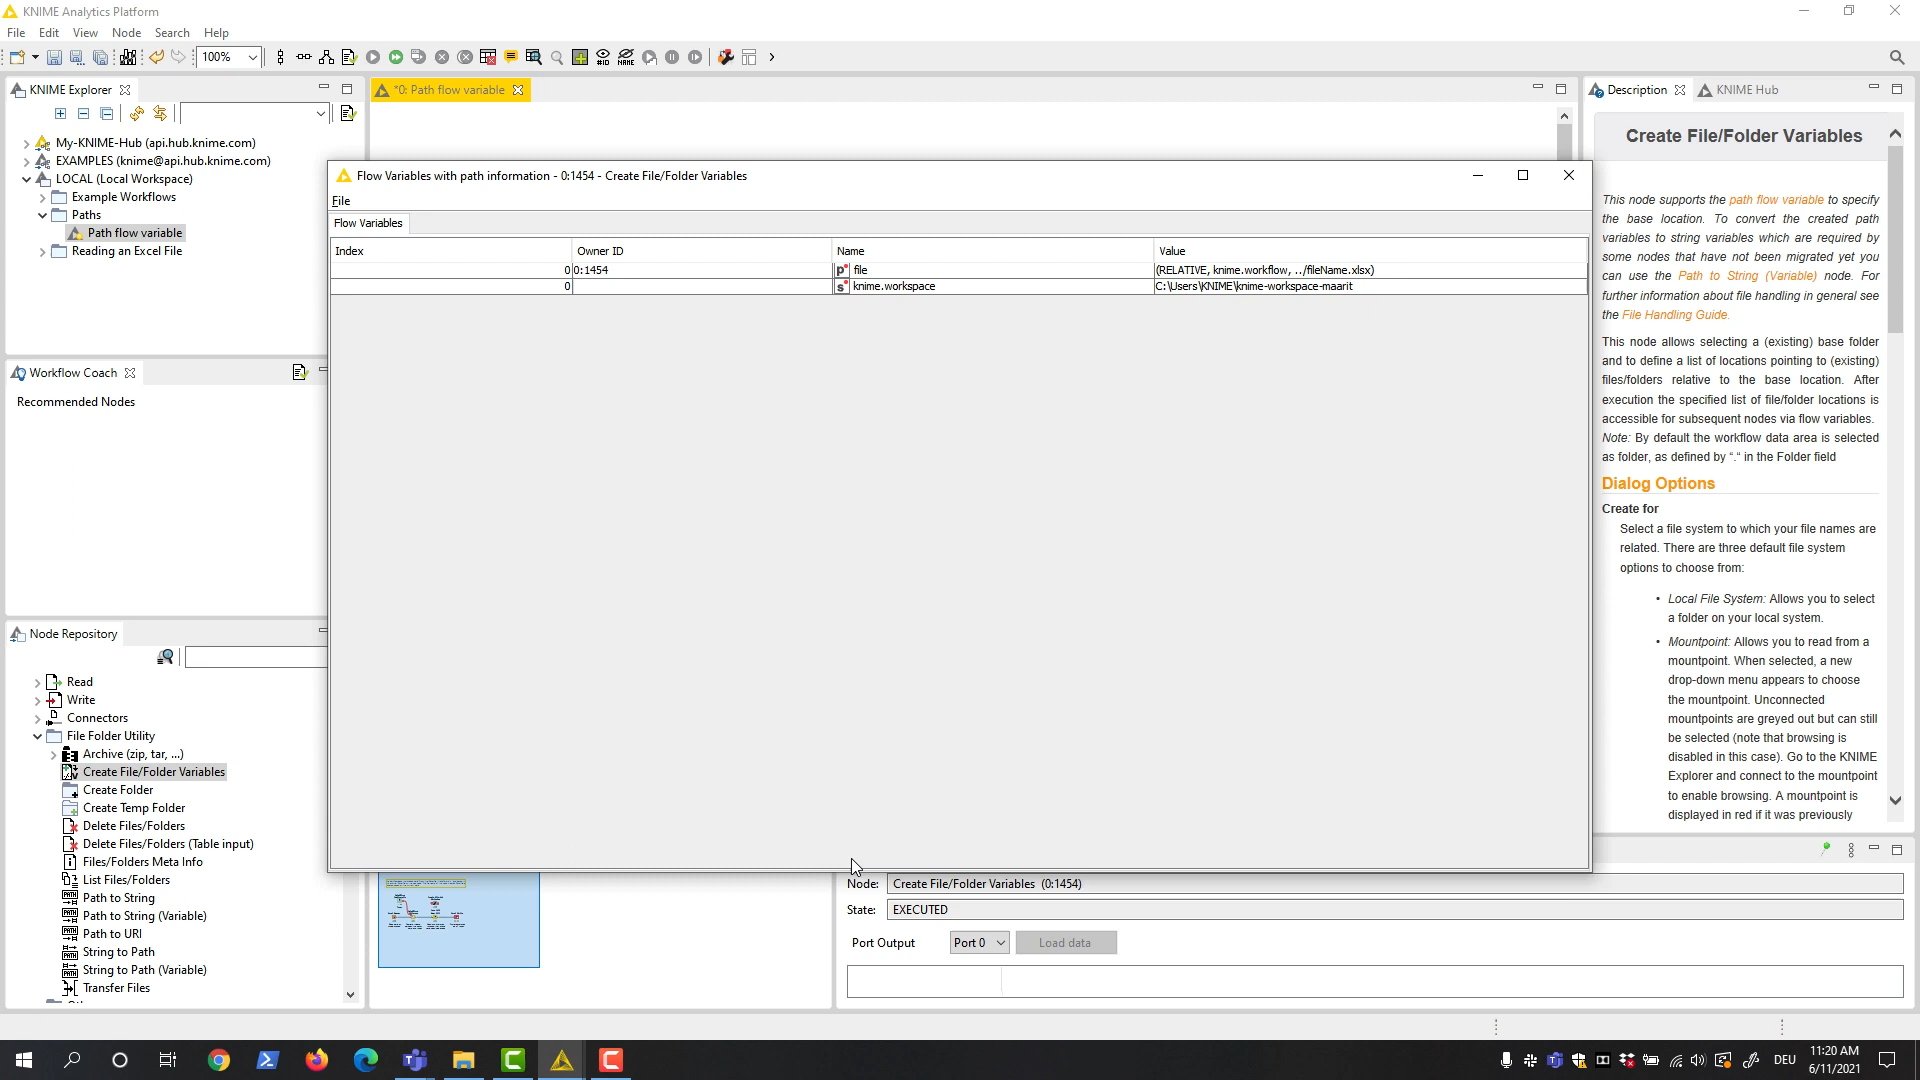 KNIME Analytics Platform
File Edit View Node Search Help
100%
KNIME Explorer
*0: Path flow variable
Description
KNIME Hub
My-KNIME-Hub (api.hub.knime.com)
EXAMPLES (knime@api.hub.knime.com)
LOCAL (Local Workspace)
Example Workflows
Paths
Path flow variable
Reading an Excel File
Workflow Coach
Recommended Nodes
Node Repository
Read
Write
Connectors
File Folder Utility
Archive (zip, tar, ...)
Create File/Folder Variables
Create Folder
Create Temp Folder
Delete Files/Folders
Delete Files/Folders (Table input)
Files/Folders Meta Info
List Files/Folders
Path to String
Path to String (Variable)
Path to URI
String to Path
String to Path (Variable)
Transfer Files
Flow Variables with path information - 0:1454 - Create File/Folder Variables
File
Flow Variables
Index Owner ID Name Value
0 0:1454 p file (RELATIVE, knime.workflow, ../fileName.xlsx)
0 s knime.workspace C:\Users\KNIME\knime-workspace-maarit
Create File/Folder Variables
This node supports the path flow variable to specify
the base location. To convert the created path
variables to string variables which are required by
some nodes that have not been migrated yet you
can use the Path to String (Variable) node. For
further information about file handling in general see
the File Handling Guide.
This node allows selecting a (existing) base folder
and to define a list of locations pointing to (existing)
files/folders relative to the base location. After
execution the specified list of file/folder locations is
accessible for subsequent nodes via flow variables.
Note: By default the workflow data area is selected
as folder, as defined by “.“ in the Folder field
Dialog Options
Create for
Select a file system to which your file names are
related. There are three default file system
options to choose from:
• Local File System: Allows you to select
a folder on your local system.
• Mountpoint: Allows you to read from a
mountpoint. When selected, a new
drop-down menu appears to choose
the mountpoint. Unconnected
mountpoints are greyed out but can still
be selected (note that browsing is
disabled in this case). Go to the KNIME
Explorer and connect to the mountpoint
to enable browsing. A mountpoint is
displayed in red if it was previously
Node: Create File/Folder Variables (0:1454)
State: EXECUTED
Port Output Port 0 Load data
DEU
11:20 AM
6/11/2021